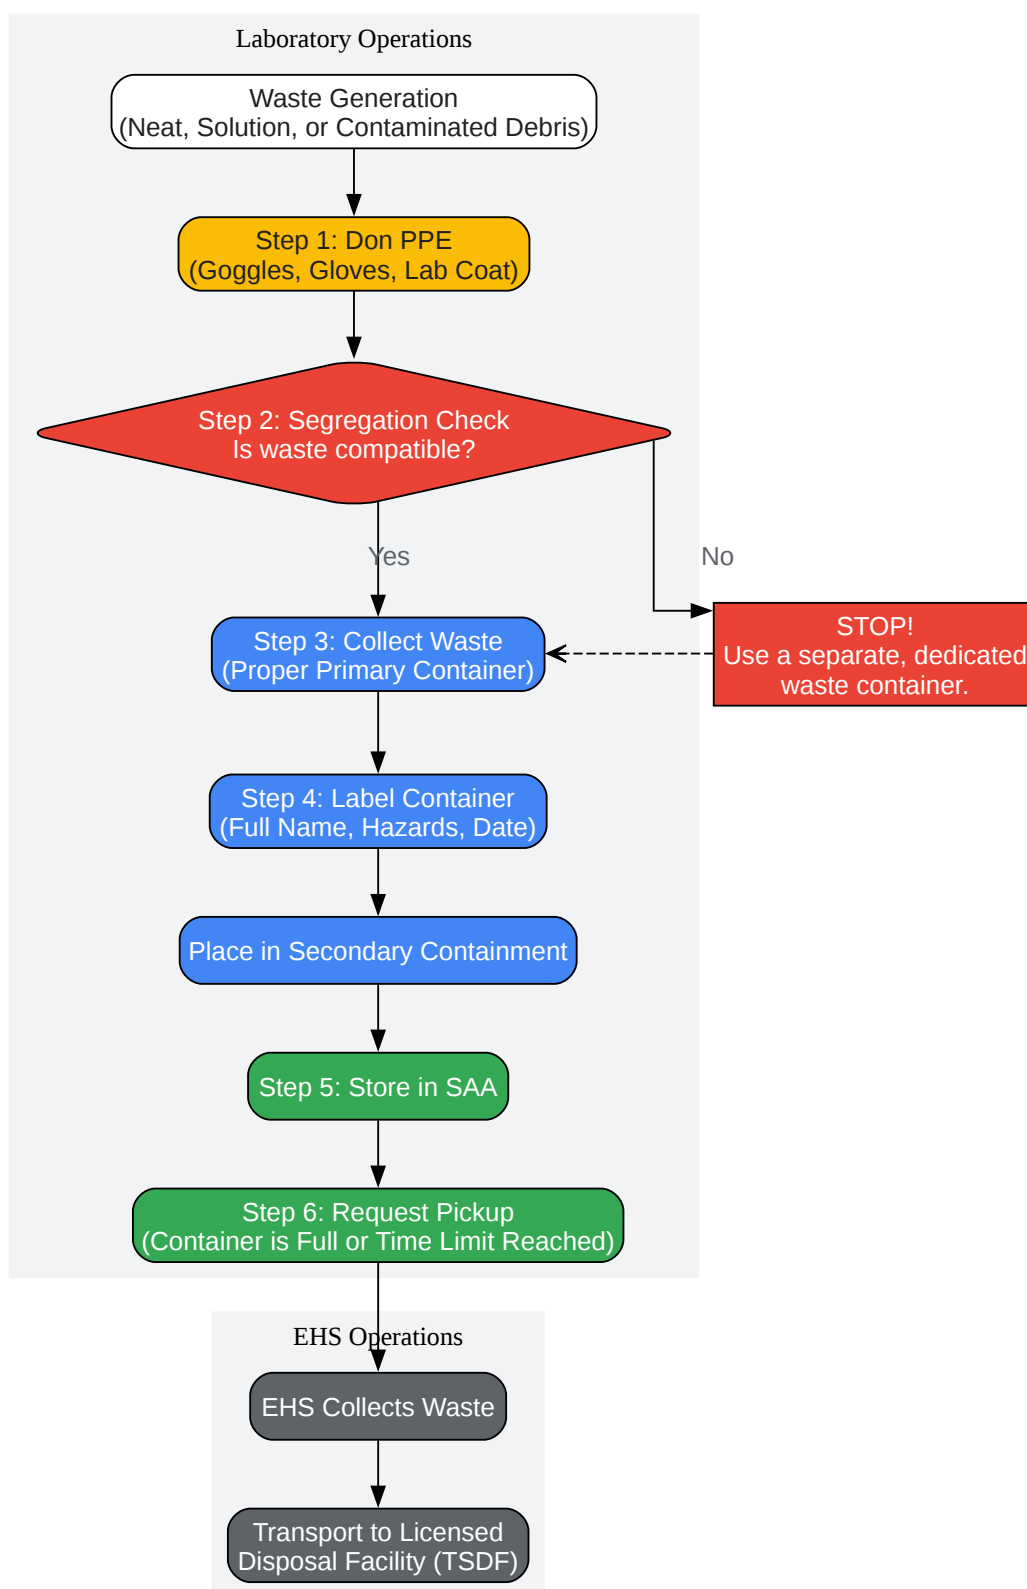 Laboratory Operations
Waste Generation
(Neat, Solution, or Contaminated Debris)
Step 1: Don PPE
(Goggles, Gloves, Lab Coat)
Step 2: Segregation Check
Is waste compatible?
Yes
No
STOP!
Use a separate, dedicated
waste container.
Step 3: Collect Waste
(Proper Primary Container)
Step 4: Label Container
(Full Name, Hazards, Date)
Place in Secondary Containment
Step 5: Store in SAA
Step 6: Request Pickup
(Container is Full or Time Limit Reached)
EHS Operations
EHS Collects Waste
Transport to Licensed
Disposal Facility (TSDF)